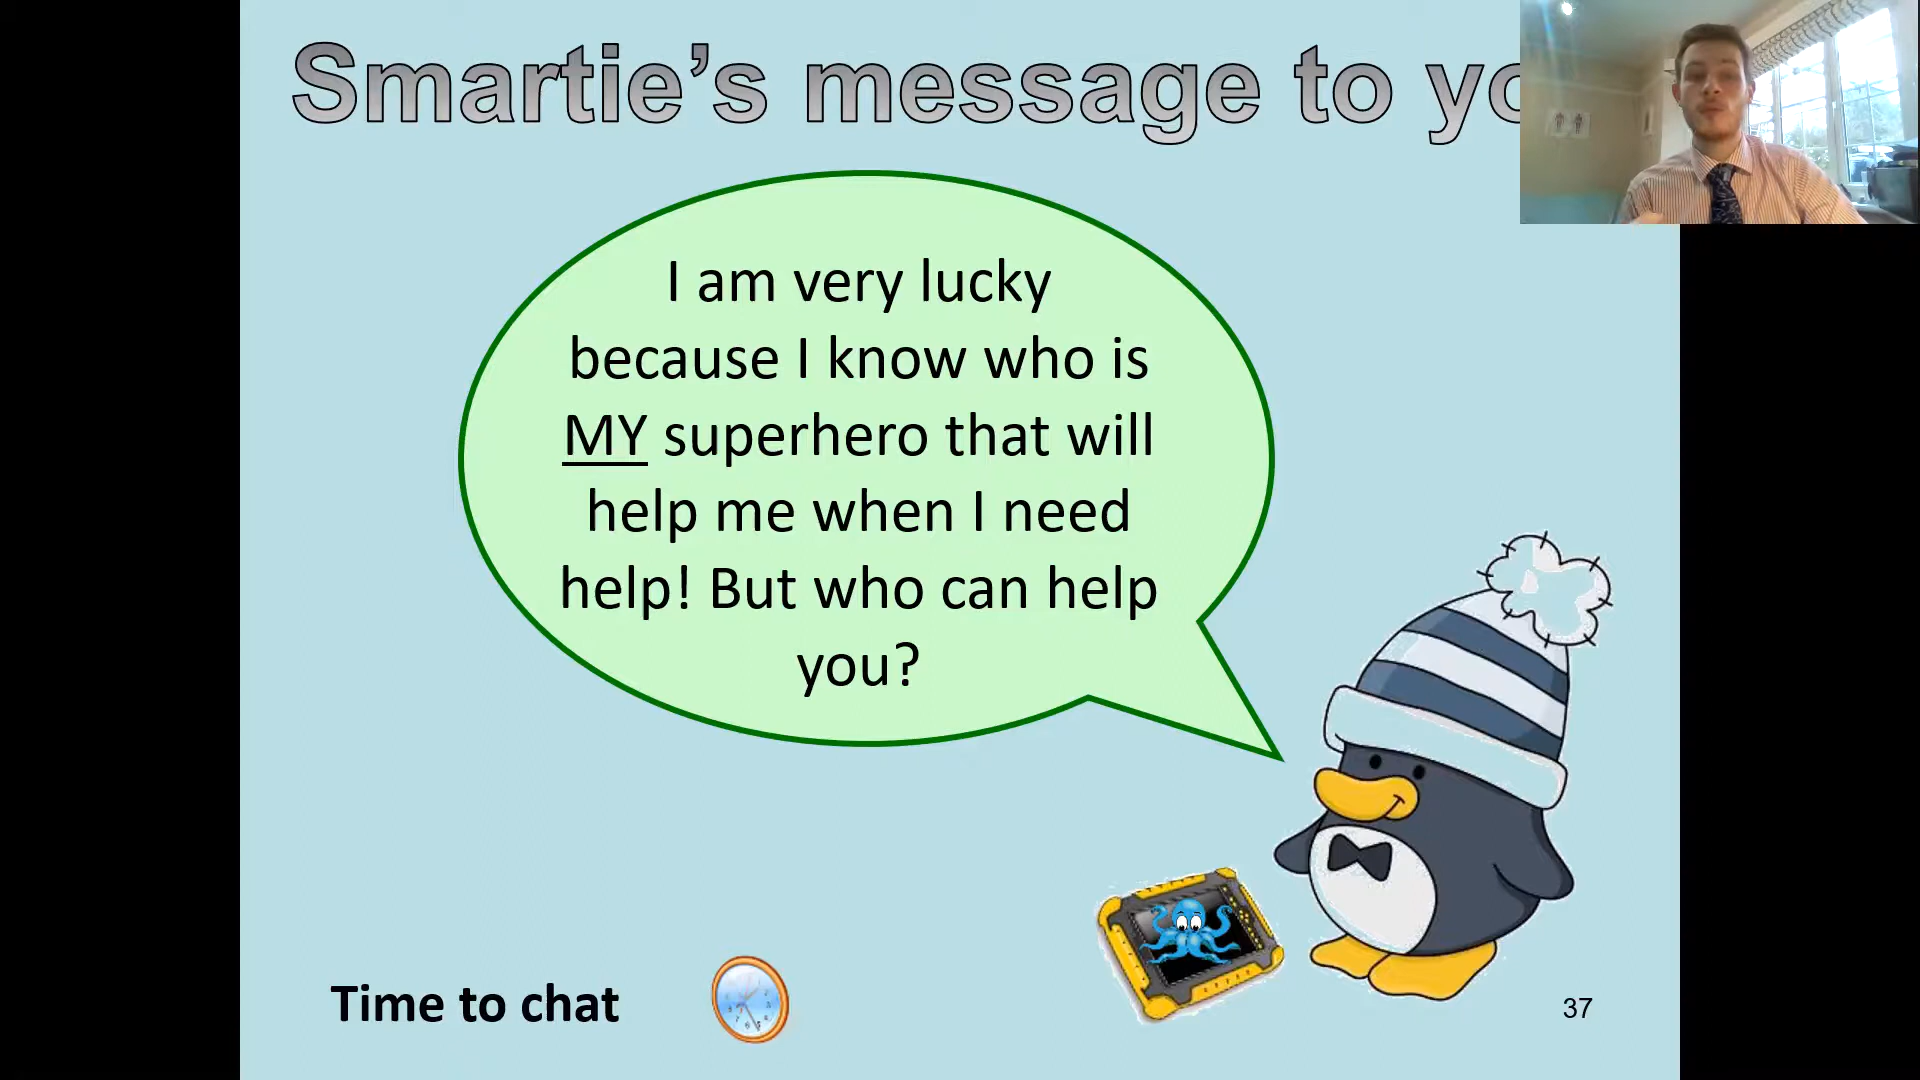 Smartie’s message to yo
I am very lucky
because I know who is
MY superhero that will
help me when I need
help! But who can help
you?
Time to chat
37